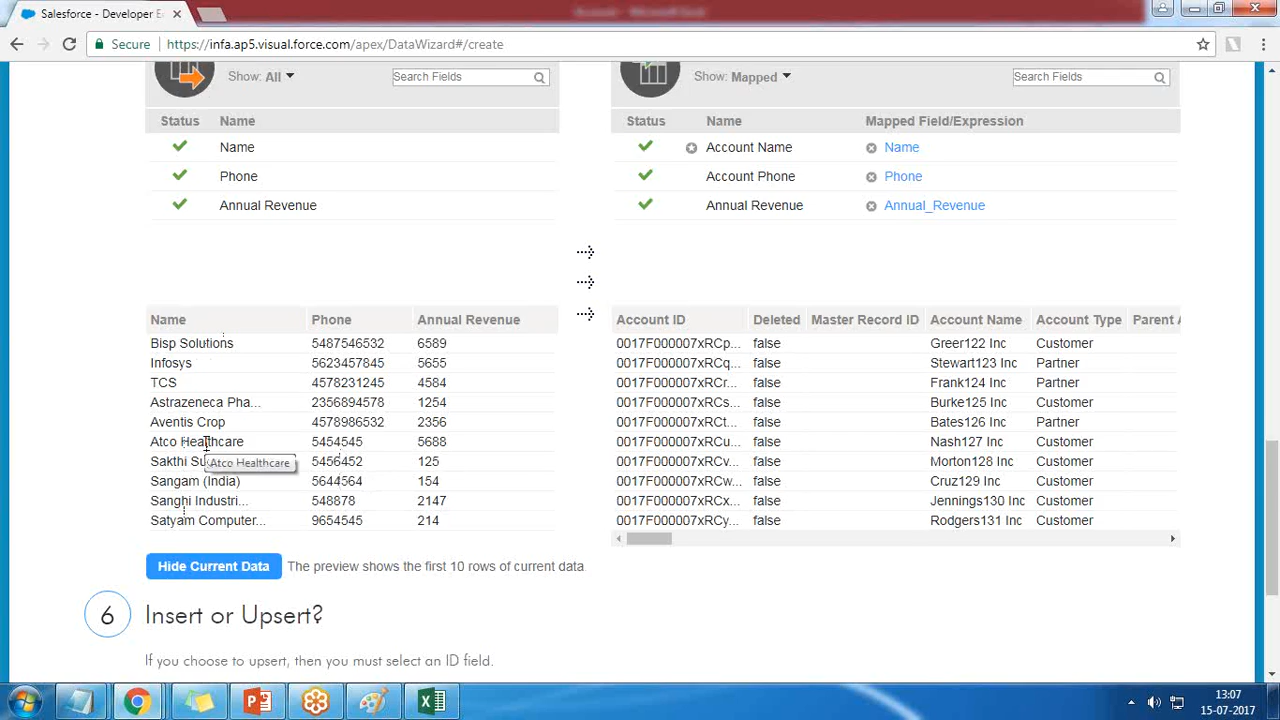 Salesforce - Developer E
Secure https://infa.ap5.visual.force.com/apex/DataWizard#/create
Show: All Search Fields Show: Mapped Search Fields
Status Name Status Name Mapped Field/Expression
Name Account Name Name
Phone Account Phone Phone
Annual Revenue Annual Revenue Annual_Revenue
Name Phone Annual Revenue Account ID Deleted Master Record ID Account Name Account Type Parent A
Bisp Solutions 5487546532 6589 0017F000007xRCp... false Greer122 Inc Customer
Infosys 5623457845 5655 0017F000007xRCq... false Stewart123 Inc Partner
TCS 4578231245 4584 0017F000007xRCr... false Frank124 Inc Partner
Astrazeneca Pha... 2356894578 1254 0017F000007xRCs... false Burke125 Inc Customer
Aventis Crop 4578986532 2356 0017F000007xRCt... false Bates126 Inc Partner
Atco Healthcare 5454545 5688 0017F000007xRCu... false Nash127 Inc Customer
Sakthi Su 5456452 125 0017F000007xRCv... false Morton128 Inc Customer
Atco Healthcare
Sangam (India) 5644564 154 0017F000007xRCw... false Cruz129 Inc Customer
Sanghi Industri... 548878 2147 0017F000007xRCx... false Jennings130 Inc Customer
Satyam Computer... 9654545 214 0017F000007xRCy... false Rodgers131 Inc Customer
Hide Current Data The preview shows the first 10 rows of current data
6 Insert or Upsert?
If you choose to upsert, then you must select an ID field.
13:07
15-07-2017